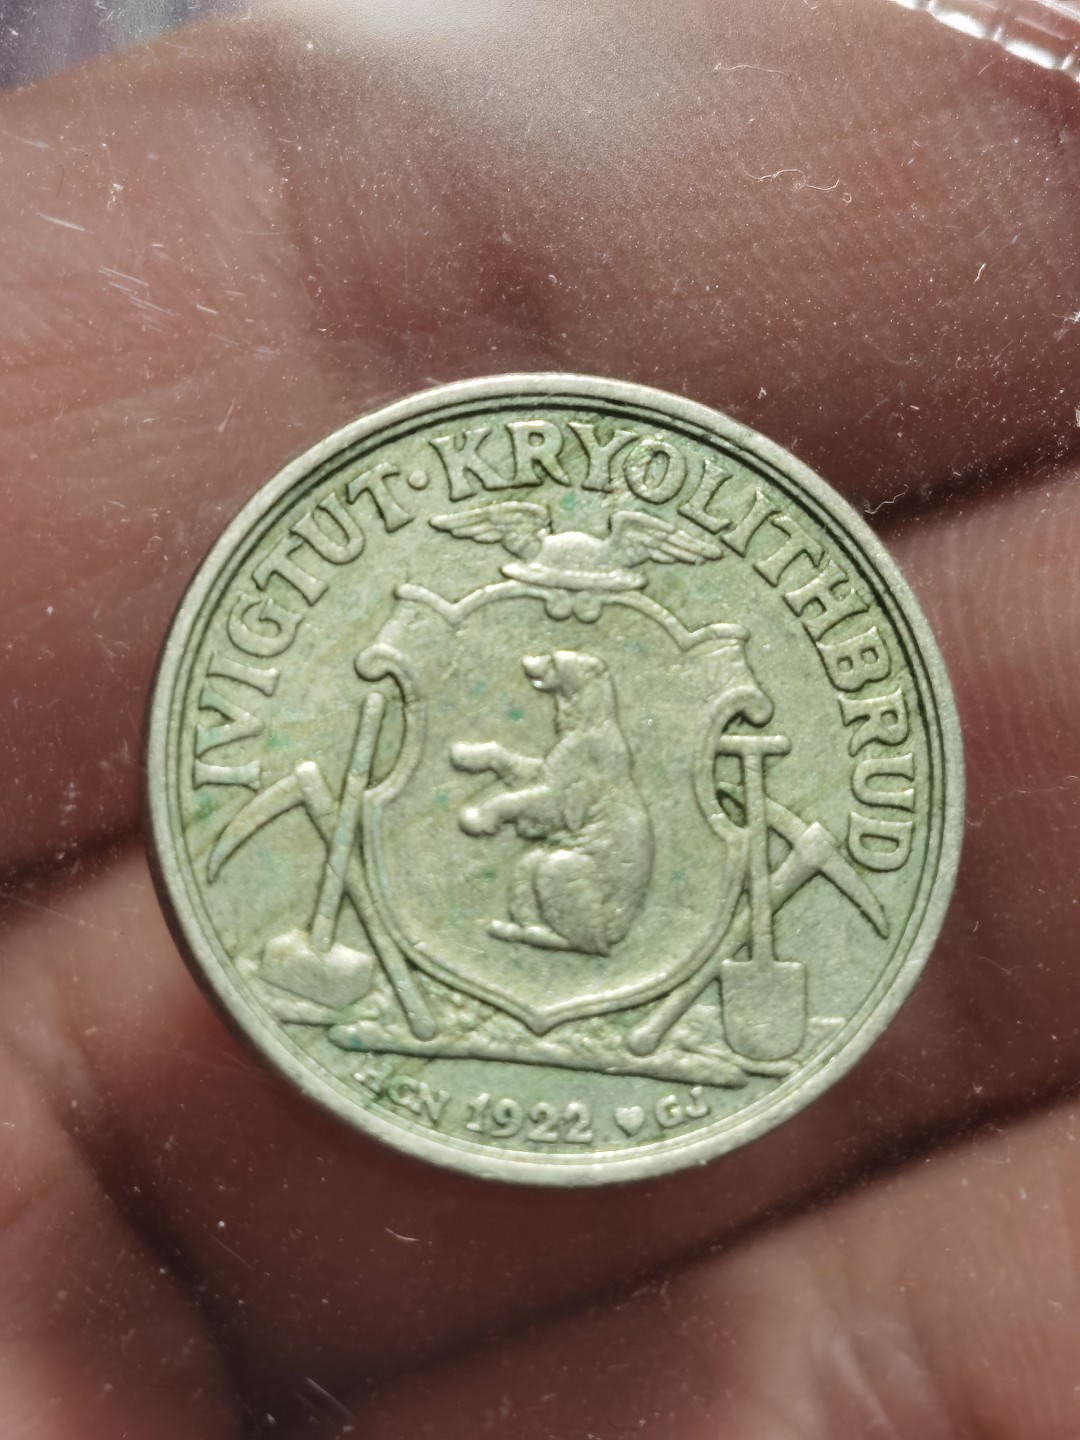 IVIGTUT · KRYOLITHBRUD
HCN 1922 ♥ GJ